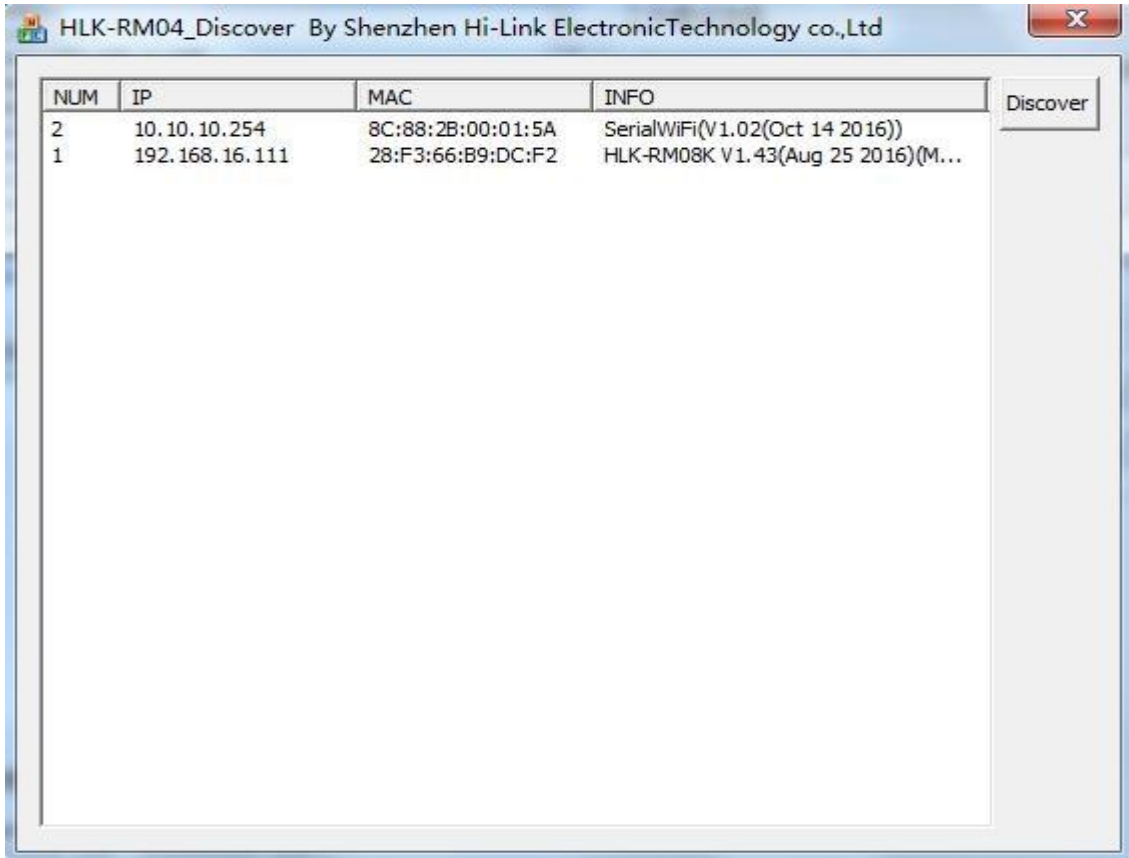 HLK-RM04_Discover By Shenzhen Hi-Link ElectronicTechnology co.,Ltd
NUM IP MAC INFO Discover
2 10.10.10.254 8C:88:2B:00:01:5A SerialWiFi(V1.02(Oct 14 2016))
1 192.168.16.111 28:F3:66:B9:DC:F2 HLK-RM08K V1.43(Aug 25 2016)(M...